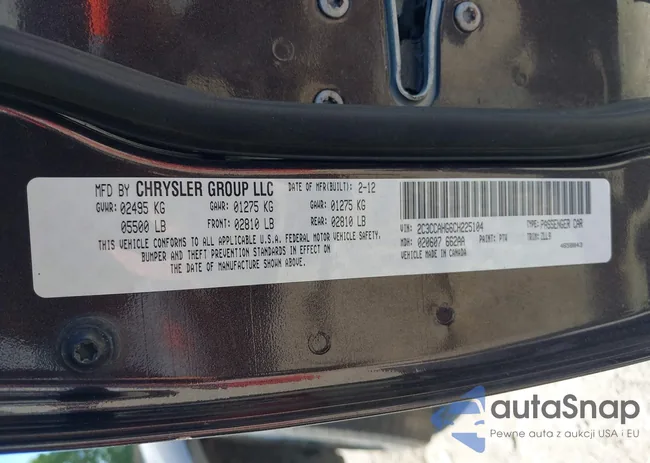 MFD BY CHRYSLER GROUP LLC DATE OF MFR(BUILT) 2-12
GVWR: 02495 KG GAWR: 01275 KG GAWR: 01275 KG
05500 LB FRONT: 02810 LB REAR: 02810 LB
THIS VEHICLE CONFORMS TO ALL APPLICABLE U.S.A. FEDERAL MOTOR VEHICLE SAFETY,
BUMPER AND THEFT PREVENTION STANDARDS IN EFFECT ON
THE DATE OF MANUFACTURE SHOWN ABOVE.
VIN: 2C3CCAHG6CH225104 TYPE: PASSENGER CAR
MDH: 020607 662AA PAINT: PTW TRIM: ZLL9
VEHICLE MADE IN CANADA
autaSnap
Pewne auta z aukcji USA i EU